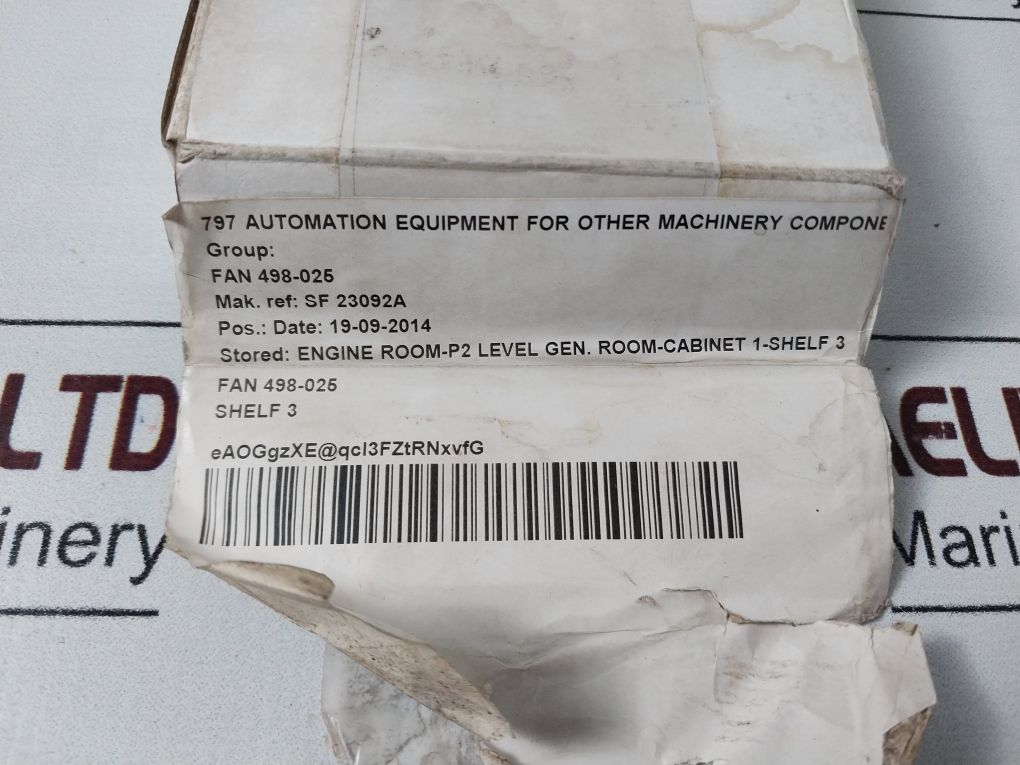 797 AUTOMATION EQUIPMENT FOR OTHER MACHINERY COMPONE
Group:
FAN 498-025
Mak. ref: SF 23092A
Pos.: Date: 19-09-2014
Stored: ENGINE ROOM-P2 LEVEL GEN. ROOM-CABINET 1-SHELF 3
FAN 498-025
SHELF 3
eAOGgzXE@qcI3FZtRNxvfG
LTD
AELI
inery
Mari